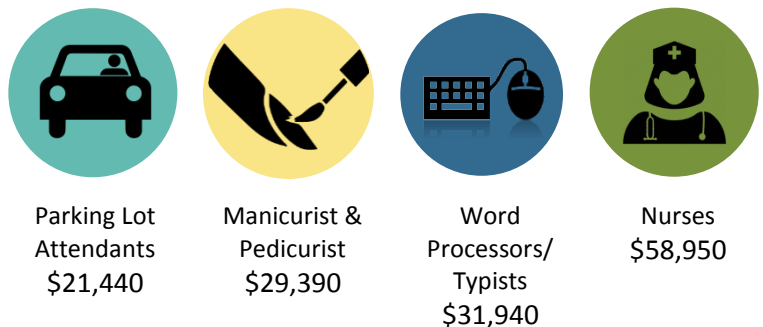 Parking Lot
Attendants
$21,440
Manicurist &
Pedicurist
$29,390
Word
Processors/
Typists
$31,940
Nurses
$58,950